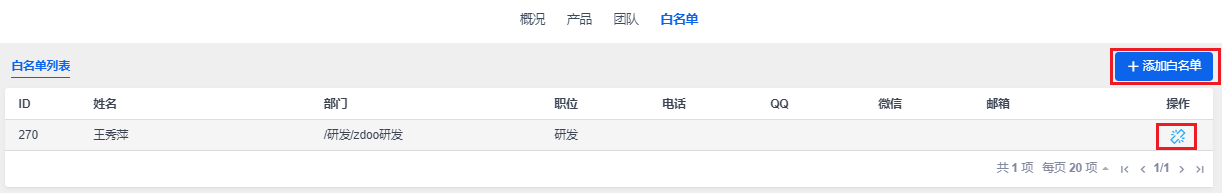 概况 产品 团队 白名单
白名单列表 + 添加白名单
ID 姓名 部门 职位 电话 QQ 微信 邮箱 操作
270 王秀萍 /研发/zdoo研发 研发
共 1 项 每页 20 项 1/1